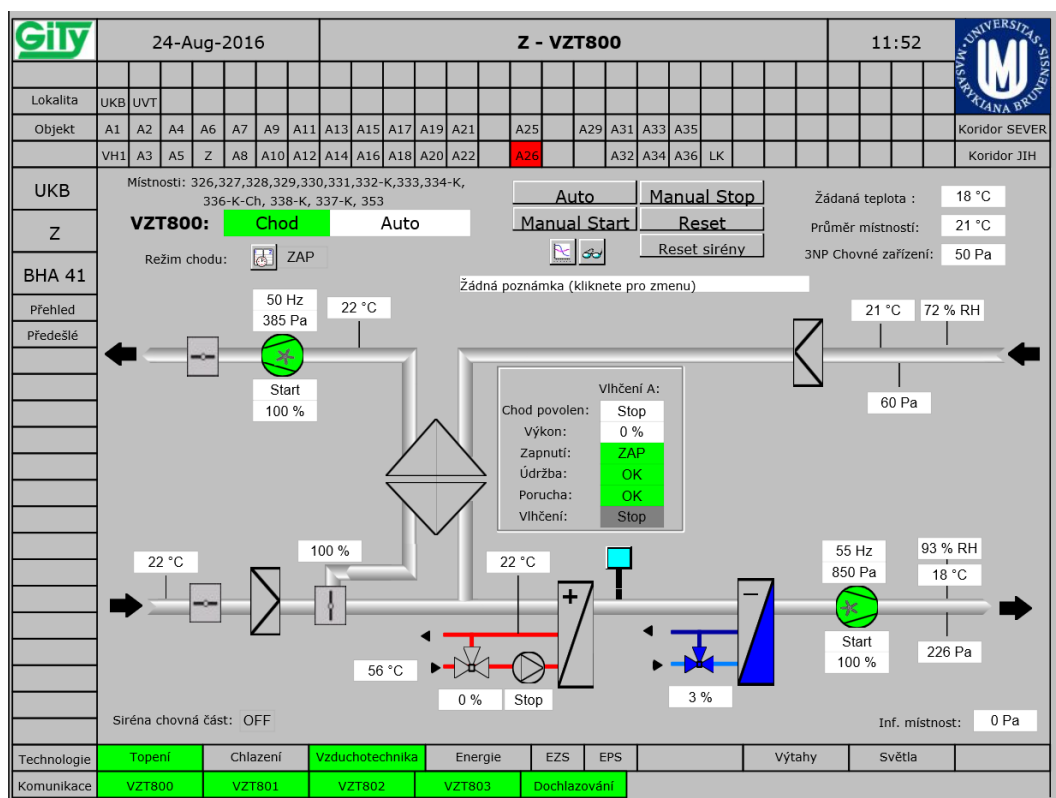 Gity
24-Aug-2016
Z - VZT800
11:52
UNIVERSITAS MASARYKIANA BRUNENSIS
Lokalita UKB UVT
Objekt A1 A2 A4 A6 A7 A9 A11 A13 A15 A17 A19 A21 A25 A29 A31 A33 A35 Koridor SEVER
VH1 A3 A5 Z A8 A10 A12 A14 A16 A18 A20 A22 A26 A32 A34 A36 LK Koridor JIH
UKB
Z
BHA 41
Přehled
Předešlé
Místnosti: 326,327,328,329,330,331,332-K,333,334-K,
336-K-Ch, 338-K, 337-K, 353
VZT800: Chod Auto
Režim chodu: ZAP
Auto Manual Stop
Manual Start Reset
Reset sirény
Žádaná teplota : 18 °C
Průměr místností: 21 °C
3NP Chovné zařízení: 50 Pa
Žádná poznámka (kliknete pro zmenu)
50 Hz
385 Pa
22 °C
Start
100 %
21 °C 72 % RH
60 Pa
Vlhčení A:
Chod povolen: Stop
Výkon: 0 %
Zapnutí: ZAP
Údržba: OK
Porucha: OK
Vlhčení: Stop
22 °C
100 %
22 °C
+
−
55 Hz
850 Pa
93 % RH
18 °C
Start
100 %
226 Pa
56 °C
0 % Stop
3 %
Siréna chovná část: OFF
Inf. místnost: 0 Pa
Technologie Topení Chlazení Vzduchotechnika Energie EZS EPS Výtahy Světla
Komunikace VZT800 VZT801 VZT802 VZT803 Dochlazování